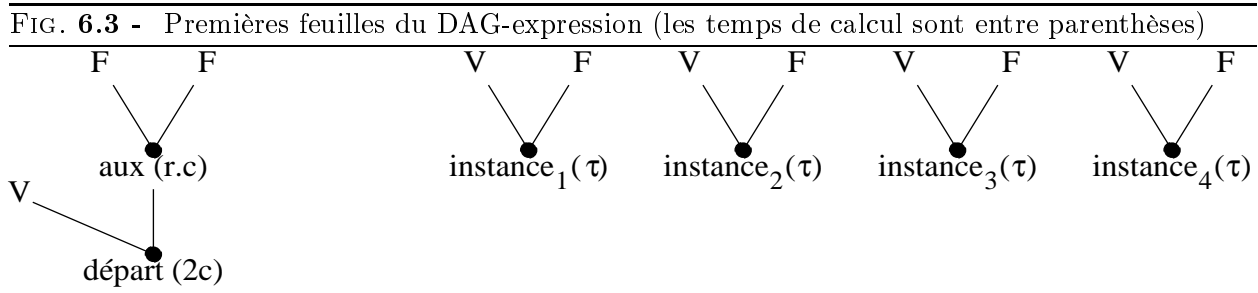 FIG. 6.3 - Premières feuilles du DAG-expression (les temps de calcul sont entre parenthèses)
F F V F V F V F V F
aux (r.c) instance1(τ) instance2(τ) instance3(τ) instance4(τ)
V
départ (2c)